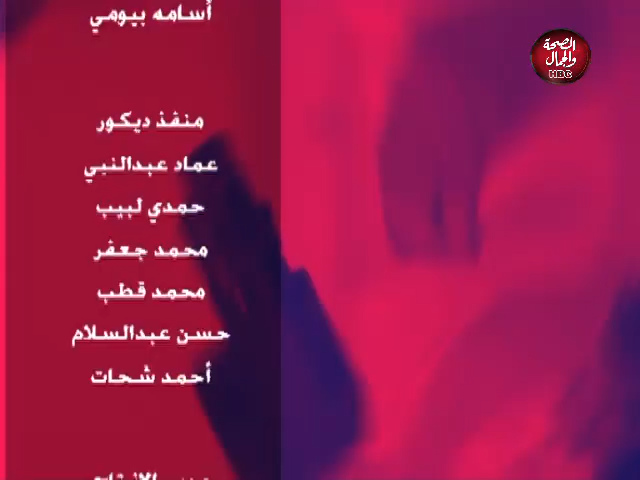 أسامه بيومي
الصحة
والجمال
HBC
منفذ ديكور
عماد عبدالنبي
حمدي لبيب
محمد جعفر
محمد قطب
حسن عبدالسلام
أحمد شحات